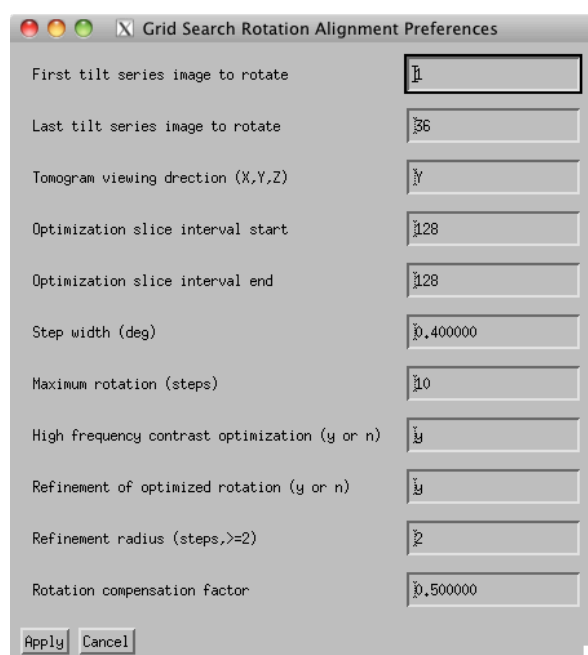 X Grid Search Rotation Alignment Preferences
First tilt series image to rotate 1
Last tilt series image to rotate 36
Tomogram viewing drection (X,Y,Z) Y
Optimization slice interval start 128
Optimization slice interval end 128
Step width (deg) 0.400000
Maximum rotation (steps) 10
High frequency contrast optimization (y or n) y
Refinement of optimized rotation (y or n) y
Refinement radius (steps,>=2) 2
Rotation compensation factor 0.500000
Apply Cancel